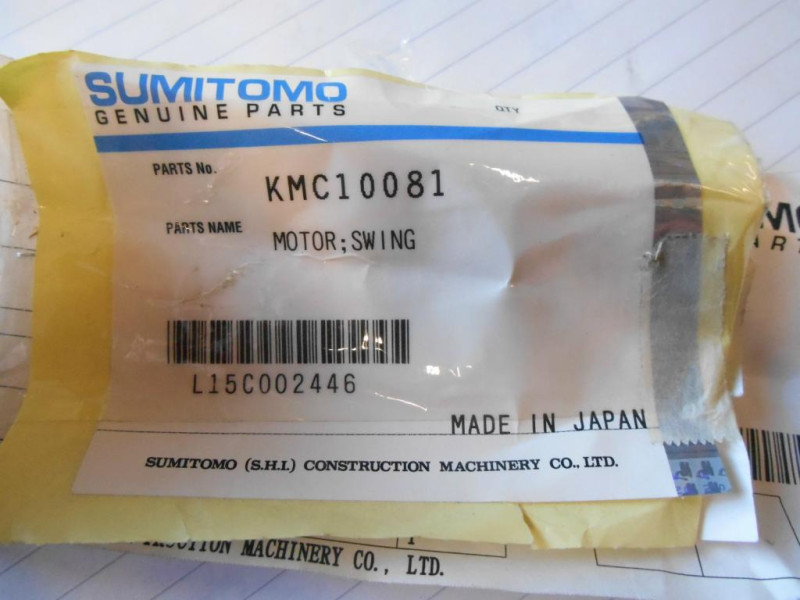 SUMITOMO
GENUINE PARTS
QTY
PARTS No.
KMC10081
PARTS NAME
MOTOR;SWING
L15C002446
MADE IN JAPAN
SUMITOMO (S.H.I.) CONSTRUCTION MACHINERY CO., LTD.
MACHINERY CO., LTD.